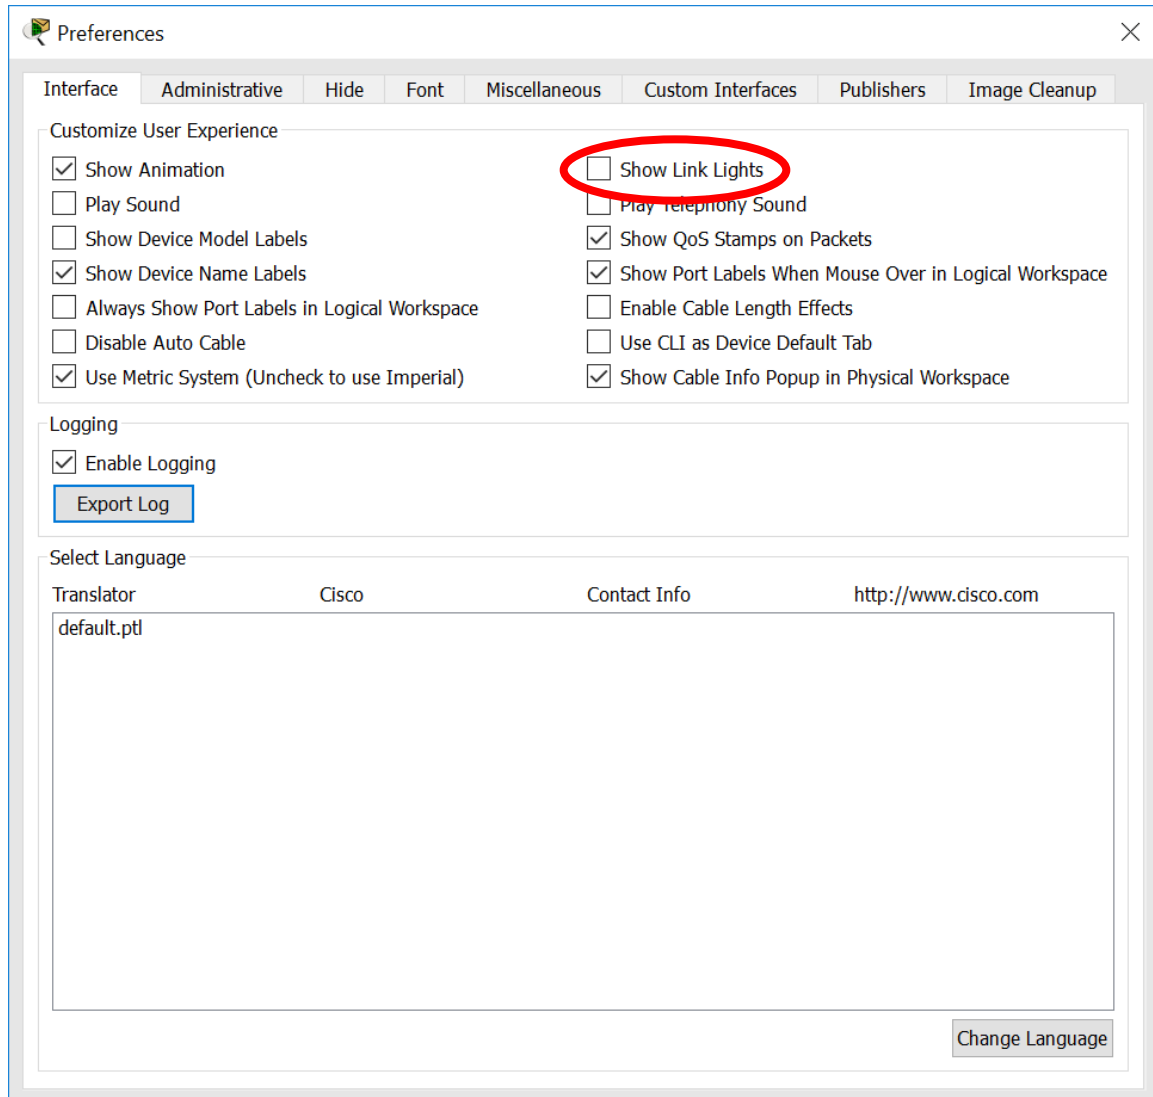 Preferences
Interface Administrative Hide Font Miscellaneous Custom Interfaces Publishers Image Cleanup
Customize User Experience
Show Animation Show Link Lights
Play Sound Play Telephony Sound
Show Device Model Labels Show QoS Stamps on Packets
Show Device Name Labels Show Port Labels When Mouse Over in Logical Workspace
Always Show Port Labels in Logical Workspace Enable Cable Length Effects
Disable Auto Cable Use CLI as Device Default Tab
Use Metric System (Uncheck to use Imperial) Show Cable Info Popup in Physical Workspace
Logging
Enable Logging
Export Log
Select Language
Translator Cisco Contact Info http://www.cisco.com
default.ptl
Change Language